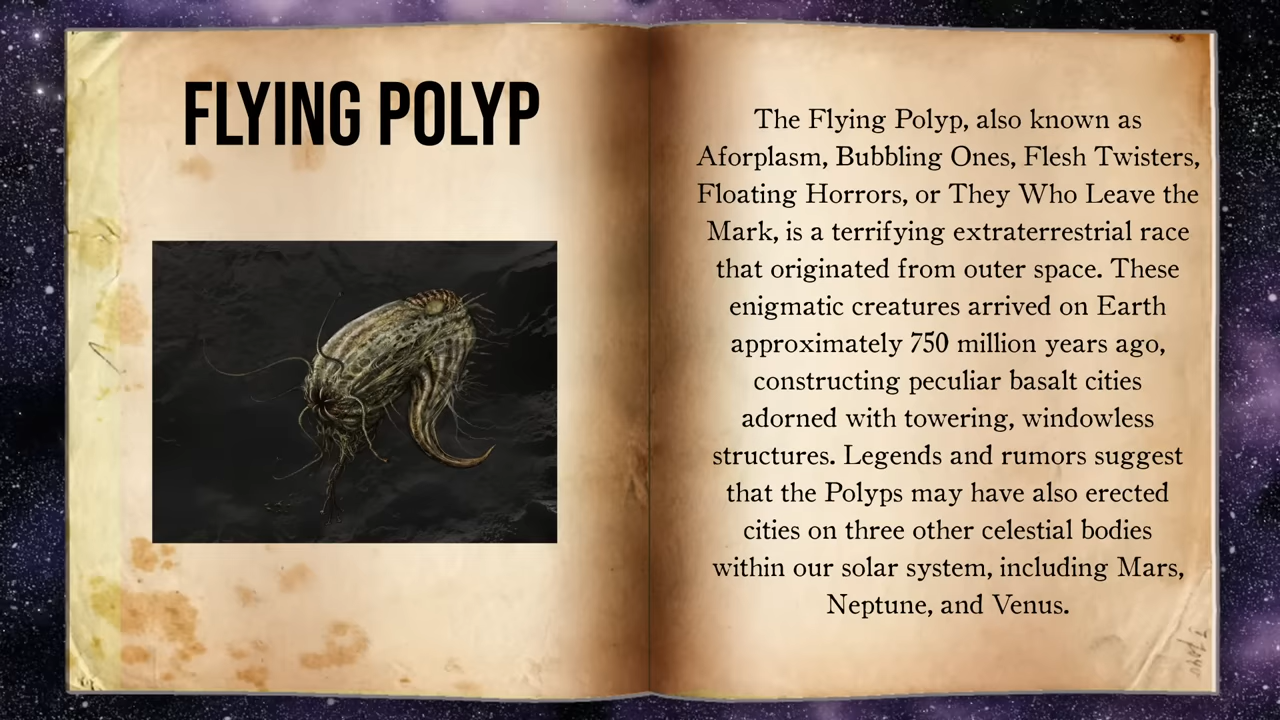 FLYING POLYP
The Flying Polyp, also known as
Aforplasm, Bubbling Ones, Flesh Twisters,
Floating Horrors, or They Who Leave the
Mark, is a terrifying extraterrestrial race
that originated from outer space. These
enigmatic creatures arrived on Earth
approximately 750 million years ago,
constructing peculiar basalt cities
adorned with towering, windowless
structures. Legends and rumors suggest
that the Polyps may have also erected
cities on three other celestial bodies
within our solar system, including Mars,
Neptune, and Venus.